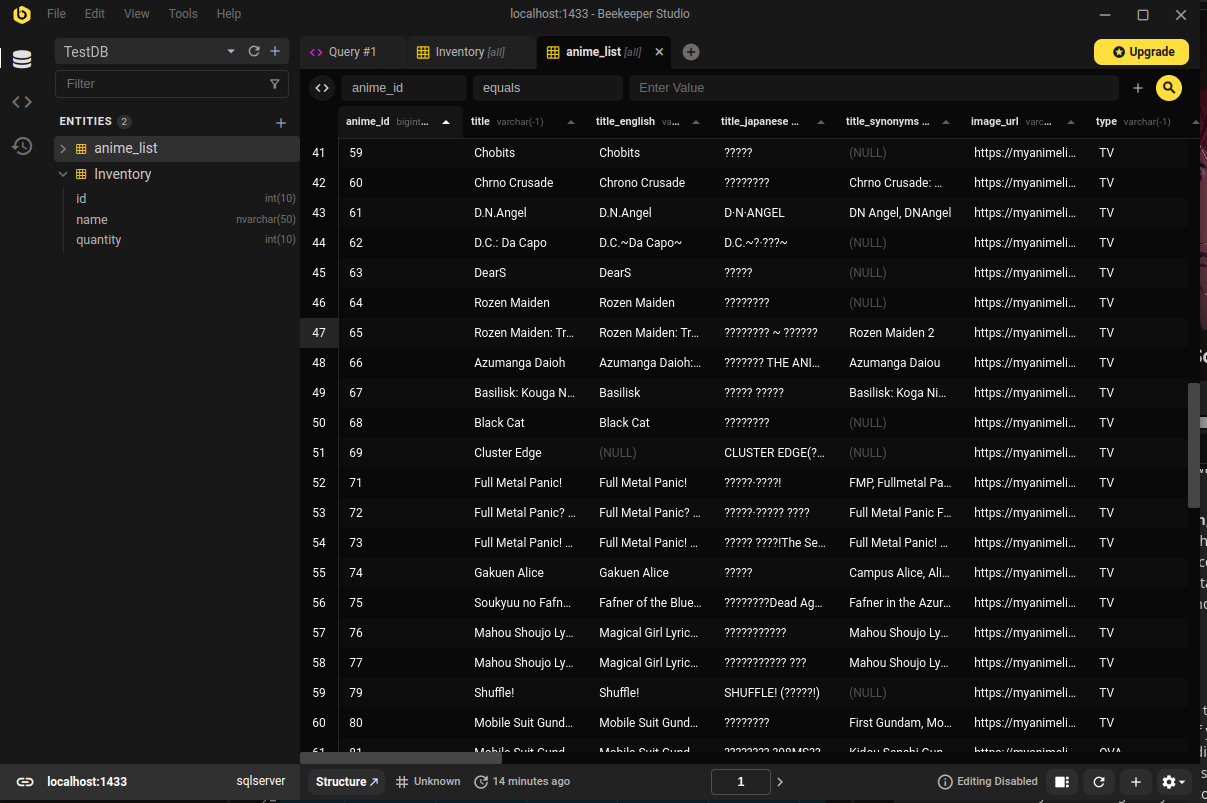 File Edit View Tools Help localhost:1433 - Beekeeper Studio
TestDB
Query #1 Inventory [all] anime_list [all] Upgrade
Filter
anime_id equals Enter Value
ENTITIES 2
anime_list
Inventory
id int(10)
name nvarchar(50)
quantity int(10)
anime_id bigint... title varchar(-1) title_english va... title_japanese ... title_synonyms ... image_url varc... type varchar(-1)
41 59 Chobits Chobits ????? (NULL) https://myanimeli... TV
42 60 Chrno Crusade Chrono Crusade ???????? Chrno Crusade: ... https://myanimeli... TV
43 61 D.N.Angel D.N.Angel D·N·ANGEL DN Angel, DNAngel https://myanimeli... TV
44 62 D.C.: Da Capo D.C.~Da Capo~ D.C.~?·???~ (NULL) https://myanimeli... TV
45 63 DearS DearS ????? (NULL) https://myanimeli... TV
46 64 Rozen Maiden Rozen Maiden ???????? (NULL) https://myanimeli... TV
47 65 Rozen Maiden: Tr... Rozen Maiden: Tr... ???????? ~ ?????? Rozen Maiden 2 https://myanimeli... TV
48 66 Azumanga Daioh Azumanga Daioh:... ??????? THE ANI... Azumanga Daiou https://myanimeli... TV
49 67 Basilisk: Kouga N... Basilisk ????? ????? Basilisk: Koga Ni... https://myanimeli... TV
50 68 Black Cat Black Cat ???????? (NULL) https://myanimeli... TV
51 69 Cluster Edge (NULL) CLUSTER EDGE(?... (NULL) https://myanimeli... TV
52 71 Full Metal Panic! Full Metal Panic! ?????·????! FMP, Fullmetal Pa... https://myanimeli... TV
53 72 Full Metal Panic? ... Full Metal Panic? ... ?????·????? ???? Full Metal Panic F... https://myanimeli... TV
54 73 Full Metal Panic! ... Full Metal Panic! ... ????? ????!The Se... Full Metal Panic! ... https://myanimeli... TV
55 74 Gakuen Alice Gakuen Alice ????? Campus Alice, Ali... https://myanimeli... TV
56 75 Soukyuu no Fafn... Fafner of the Blue... ????????Dead Ag... Fafner in the Azur... https://myanimeli... TV
57 76 Mahou Shoujo Ly... Magical Girl Lyric... ??????????? Mahou Shoujo Ly... https://myanimeli... TV
58 77 Mahou Shoujo Ly... Magical Girl Lyric... ??????????? ??? Mahou Shoujo Ly... https://myanimeli... TV
59 79 Shuffle! Shuffle! SHUFFLE! (?????!) (NULL) https://myanimeli... TV
60 80 Mobile Suit Gund... Mobile Suit Gund... ???????? First Gundam, Mo... https://myanimeli... TV
61 81 Mobile Suit Gund... Mobile Suit Gund... Kidou Senshi Gun... https://myanimeli... OVA
localhost:1433 sqlserver Structure Unknown 14 minutes ago 1 Editing Disabled